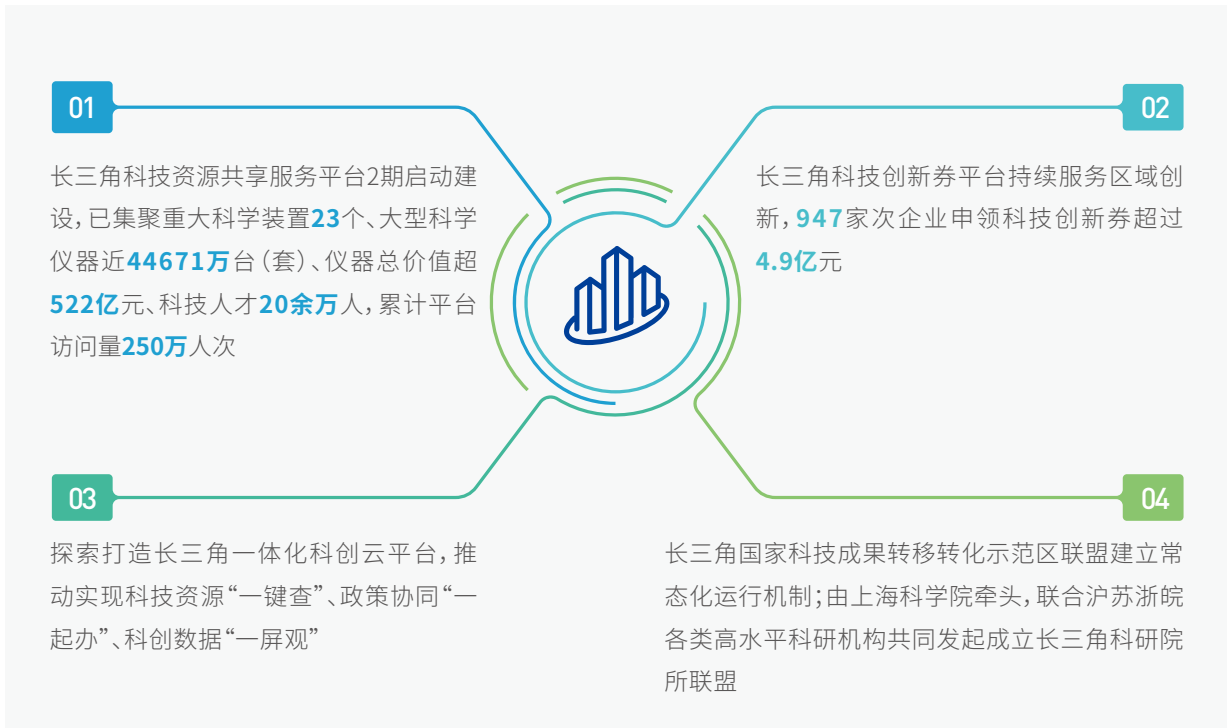 01
长三角科技资源共享服务平台2期启动建
设，已集聚重大科学装置23个、大型科学
仪器近44671万台（套）、仪器总价值超
522亿元、科技人才20余万人，累计平台
访问量250万人次
02
长三角科技创新券平台持续服务区域创
新，947家次企业申领科技创新券超过
4.9亿元
03
探索打造长三角一体化科创云平台，推
动实现科技资源“一键查”、政策协同“一
起办”、科创数据“一屏观”
04
长三角国家科技成果转移转化示范区联盟建立常
态化运行机制；由上海科学院牵头，联合沪苏浙皖
各类高水平科研机构共同发起成立长三角科研院
所联盟